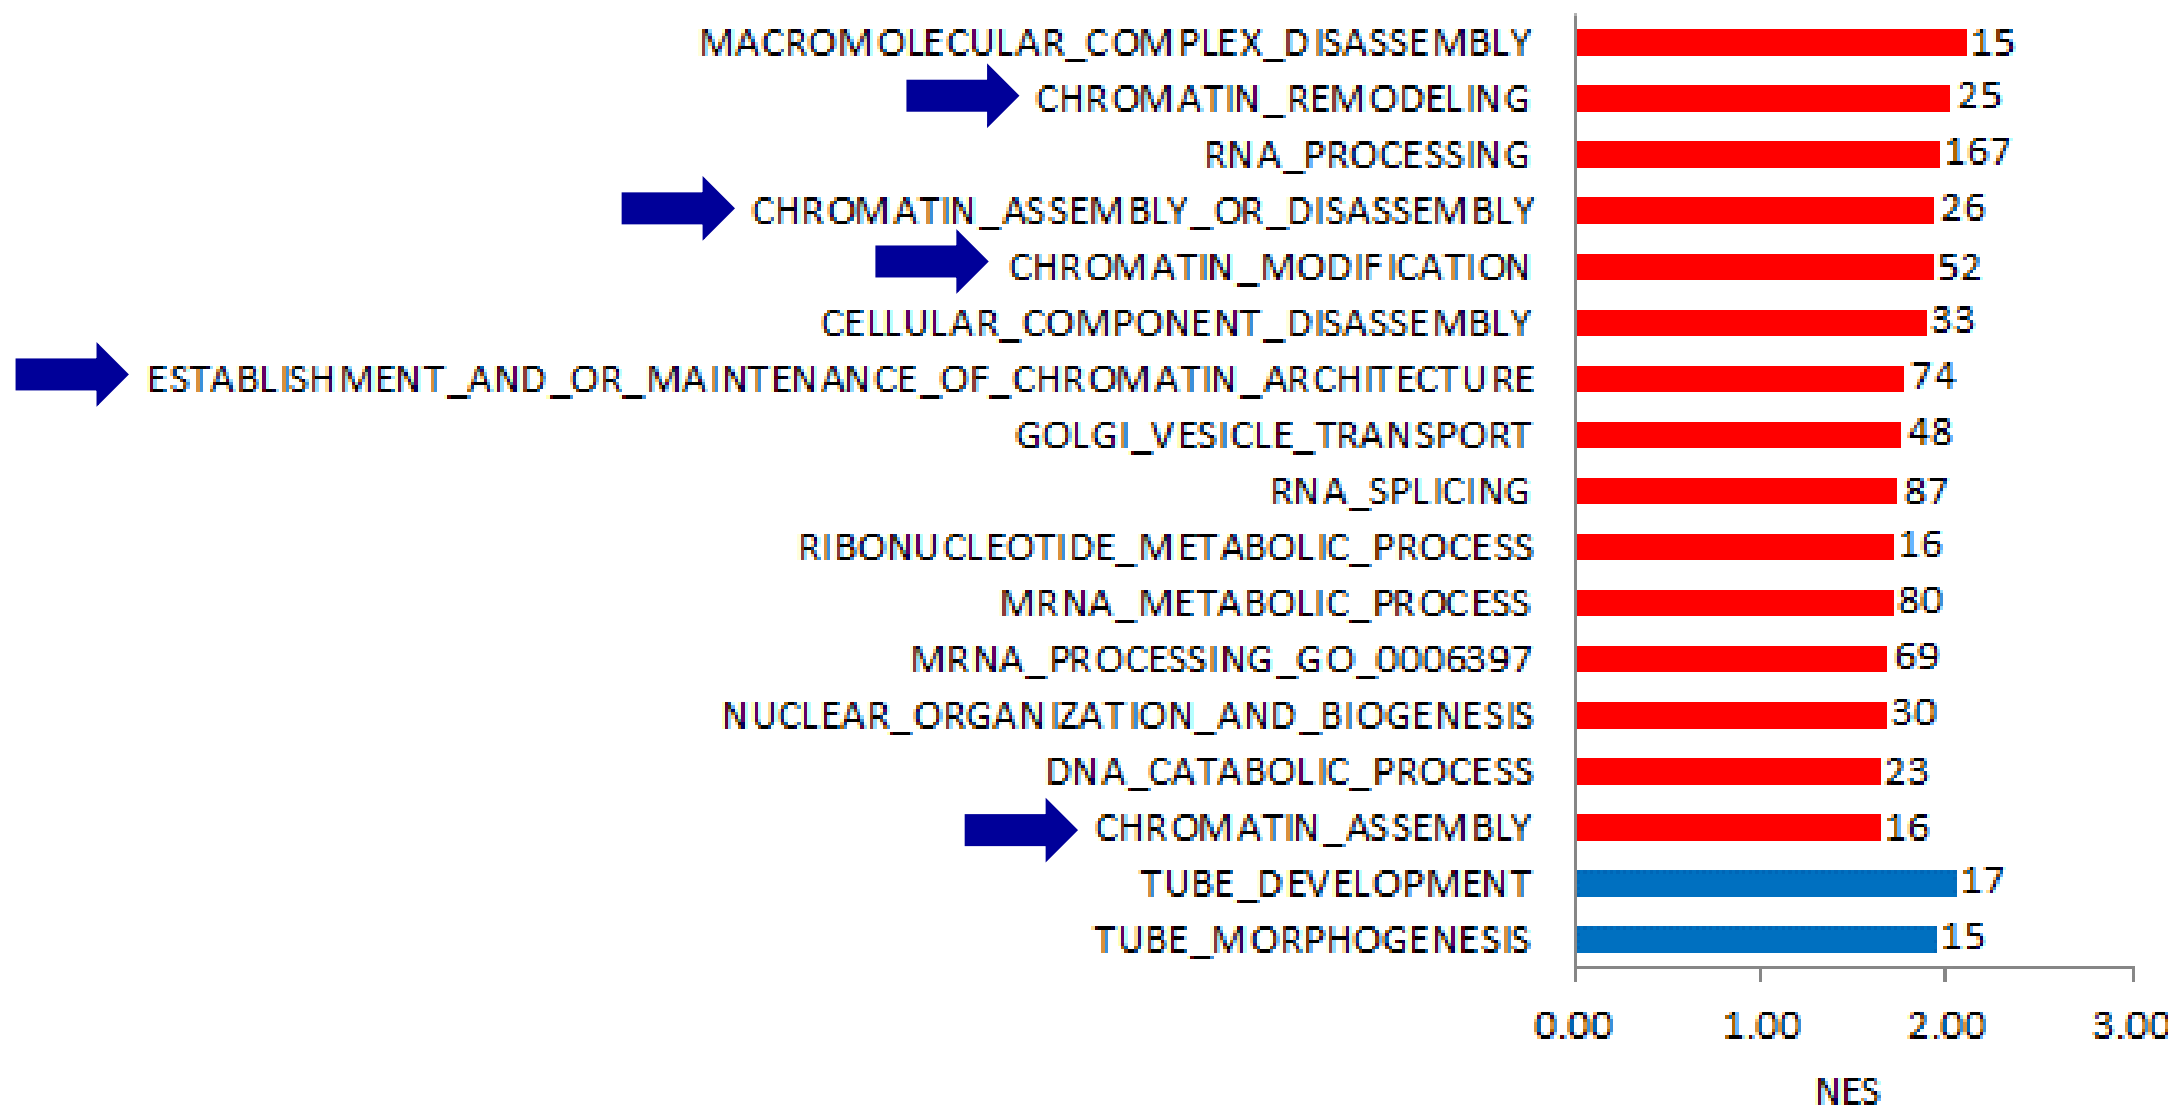 MACROMOLECULAR_COMPLEX_DISASSEMBLY 15
CHROMATIN_REMODELING 25
RNA_PROCESSING 167
CHROMATIN_ASSEMBLY_OR_DISASSEMBLY 26
CHROMATIN_MODIFICATION 52
CELLULAR_COMPONENT_DISASSEMBLY 33
ESTABLISHMENT_AND_OR_MAINTENANCE_OF_CHROMATIN_ARCHITECTURE 74
GOLGI_VESICLE_TRANSPORT 48
RNA_SPLICING 87
RIBONUCLEOTIDE_METABOLIC_PROCESS 16
MRNA_METABOLIC_PROCESS 80
MRNA_PROCESSING_GO_0006397 69
NUCLEAR_ORGANIZATION_AND_BIOGENESIS 30
DNA_CATABOLIC_PROCESS 23
CHROMATIN_ASSEMBLY 16
TUBE_DEVELOPMENT 17
TUBE_MORPHOGENESIS 15
0.00 1.00 2.00 3.00
NES